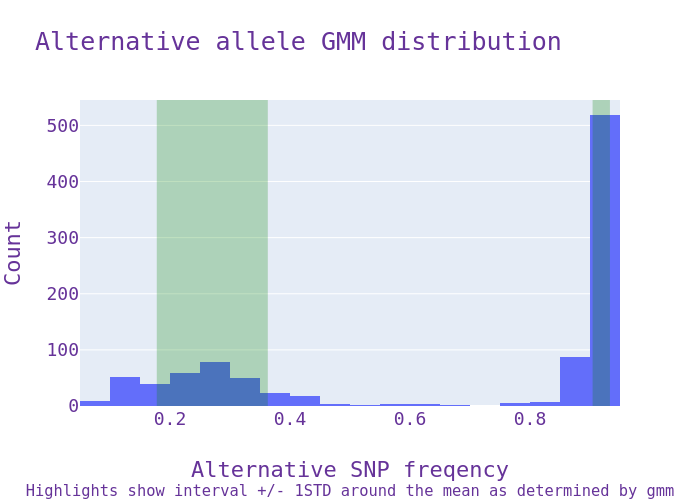 Alternative allele GMM distribution
500
400
300
200
100
0
Count
0.2
0.4
0.6
0.8
Alternative SNP freqency
Highlights show interval +/- 1STD around the mean as determined by gmm